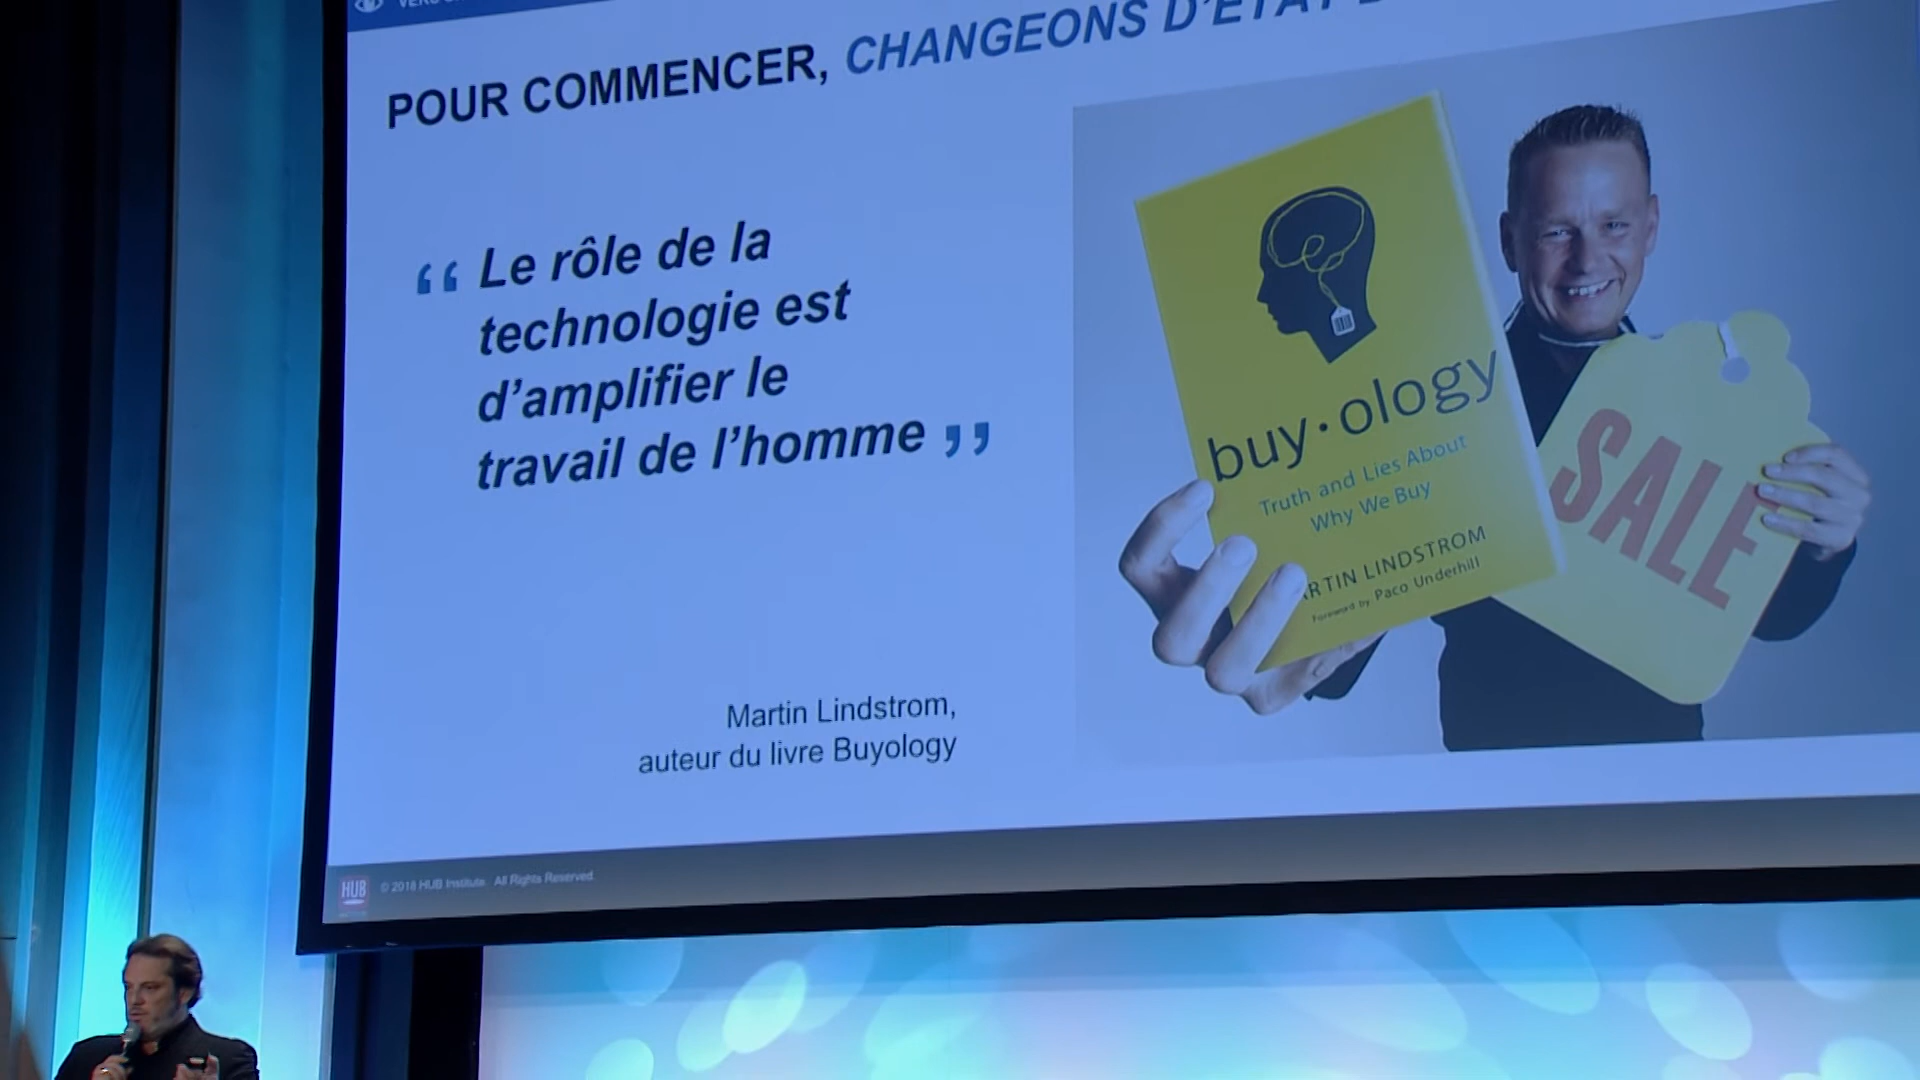 POUR COMMENCER, CHANGEONS D'ÉTAT
“ Le rôle de la
technologie est
d'amplifier le
travail de l'homme ”
Martin Lindstrom,
auteur du livre Buyology
buy•ology
Truth and Lies About
Why We Buy
RTIN LINDSTROM
Foreword by Paco Underhill
SALE
HUB
© 2018 HUB Institute. All Rights Reserved.